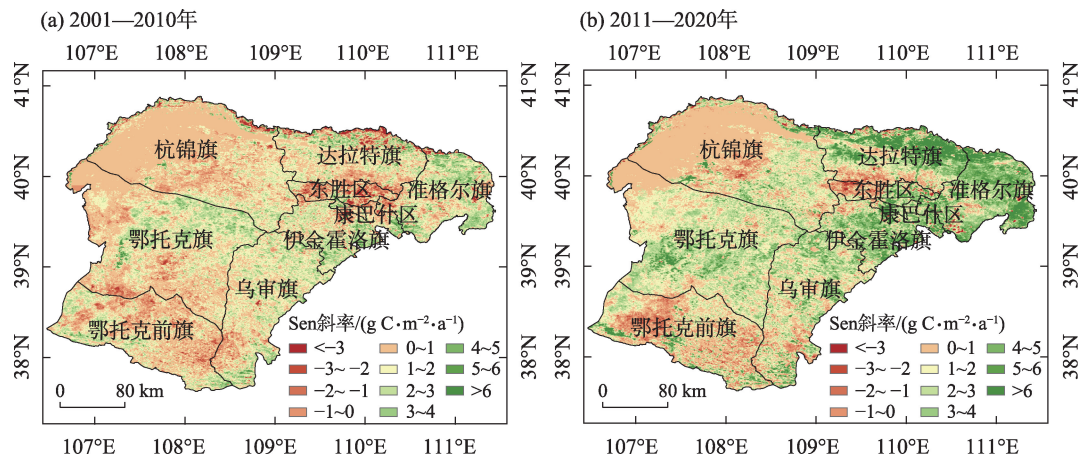 (a) 2001—2010年
107°E 108°E 109°E 110°E 111°E
41°N
40°N
39°N
38°N
41°N
40°N
39°N
38°N
杭锦旗
达拉特旗
东胜区
准格尔旗
康巴什区
鄂托克旗
伊金霍洛旗
乌审旗
鄂托克前旗
Sen斜率/(g C·m⁻²·a⁻¹)
<−3 0~1 4~5
−3~ −2 1~2 5~6
−2~ −1 2~3 >6
−1~0 3~4
0 80 km
107°E 108°E 109°E 110°E 111°E
(b) 2011—2020年
107°E 108°E 109°E 110°E 111°E
41°N
40°N
39°N
38°N
杭锦旗
达拉特旗
东胜区
准格尔旗
康巴什区
鄂托克旗
伊金霍洛旗
乌审旗
鄂托克前旗
Sen斜率/(g C·m⁻²·a⁻¹)
<−3 0~1 4~5
−3~ −2 1~2 5~6
−2~ −1 2~3 >6
−1~0 3~4
0 80 km
107°E 108°E 109°E 110°E 111°E